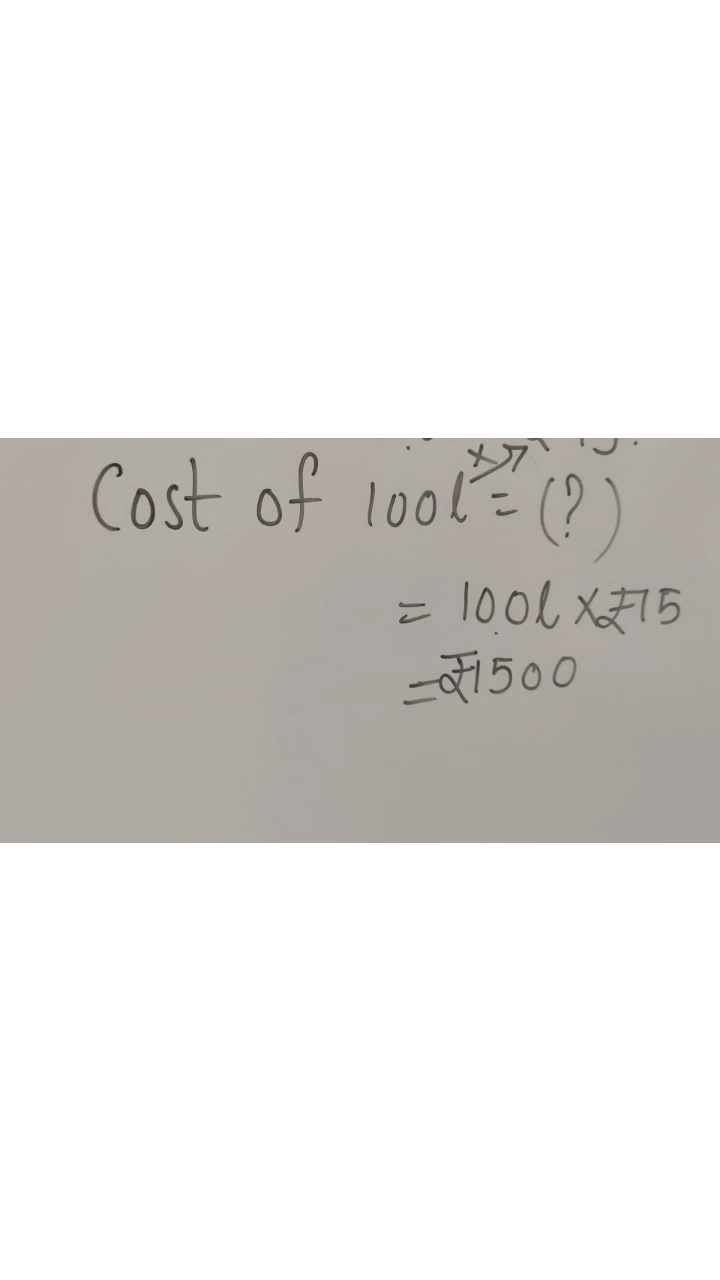 Cost of 100l = (?)
= 100l × ₹15
= ₹1500